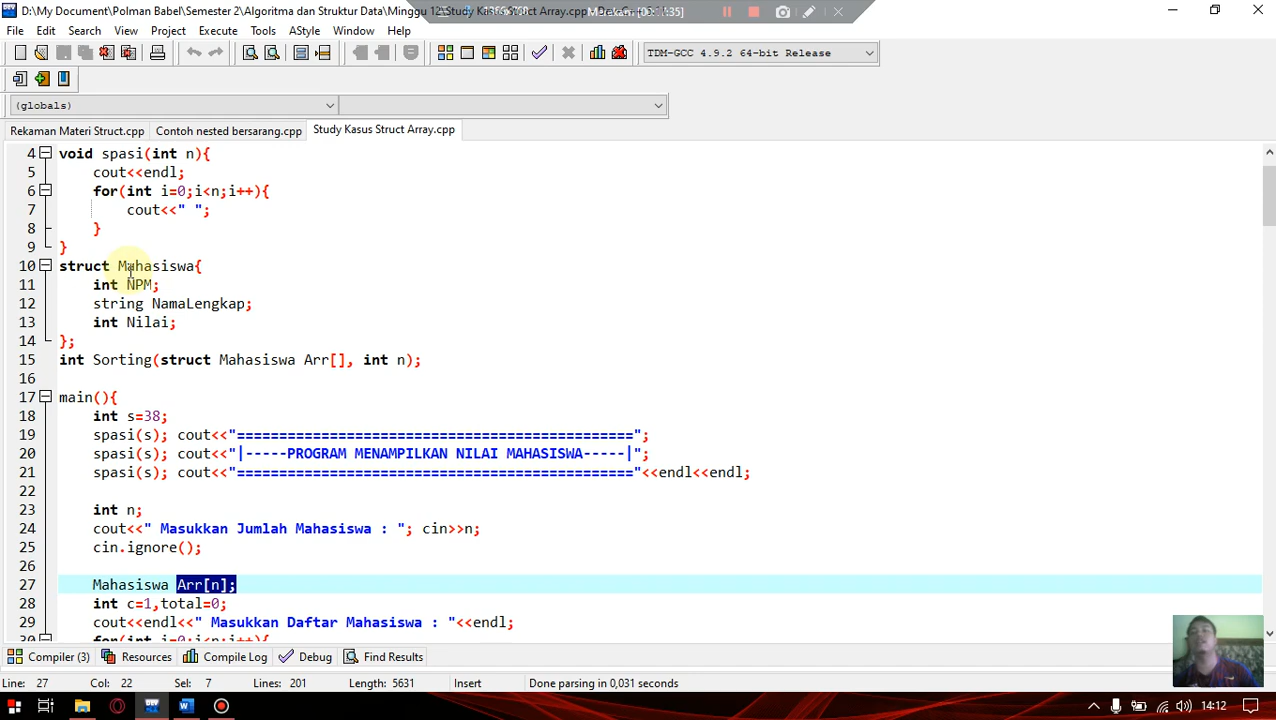 D:\My Document\Polman Babel\Semester 2\Algoritma dan Struktur Data\Minggu 12\Study Kasus Struct Array.cpp
File Edit Search View Project Execute Tools AStyle Window Help
TDM-GCC 4.9.2 64-bit Release
(globals)
Rekaman Materi Struct.cpp Contoh nested bersarang.cpp Study Kasus Struct Array.cpp
4 void spasi(int n){
5 cout<<endl;
6 for(int i=0;i<n;i++){
7 cout<<" ";
8 }
9 }
10 struct Mahasiswa{
11 int NPM;
12 string NamaLengkap;
13 int Nilai;
14 };
15 int Sorting(struct Mahasiswa Arr[], int n);
16
17 main(){
18 int s=38;
19 spasi(s); cout<<"===============================================";
20 spasi(s); cout<<"|-----PROGRAM MENAMPILKAN NILAI MAHASISWA-----|";
21 spasi(s); cout<<"==============================================="<<endl<<endl;
22
23 int n;
24 cout<<" Masukkan Jumlah Mahasiswa : "; cin>>n;
25 cin.ignore();
26
27 Mahasiswa Arr[n];
28 int c=1,total=0;
29 cout<<endl<<" Masukkan Daftar Mahasiswa : "<<endl;
30 for(int i=0;i<n;i++){
Compiler (3) Resources Compile Log Debug Find Results
Line: 27 Col: 22 Sel: 7 Lines: 201 Length: 5631 Insert Done parsing in 0,031 seconds
14:12